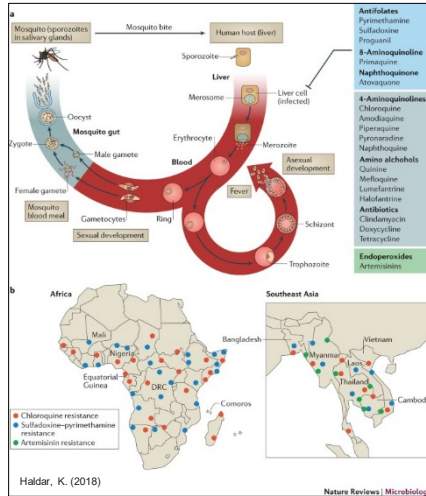 a
Mosquito (sporozoites
in salivary glands)
Mosquito bite
Human host (liver)
Sporozoite
Liver
Liver cell
(infected)
Merosome
Oocyst
Mosquito gut
Zygote
Male gamete
Erythrocyte
Merozoite
Blood
Asexual
development
Female gamete
Fever
Mosquito
blood meal
Gametocytes
Ring
Schizont
Sexual development
Trophozoite
Antifolates
Pyrimethamine
Sulfadoxine
Proguanil
8-Aminoquinoline
Primaquine
Naphthoquinone
Atovaquone
4-Aminoquinolines
Chloroquine
Amodiaquine
Piperaquine
Pyronaradine
Naphthoquine
Amino alchohols
Quinine
Mefloquine
Lumefantrine
Halofantrine
Antibiotics
Clindamycin
Doxycycline
Tetracycline
Endoperoxides
Artemisinins
b
Africa
Southeast Asia
Mali
Nigeria
Equatorial
Guinea
DRC
Comoros
Bangladesh
Myanmar
Vietnam
Laos
Thailand
Cambod
Chloroquine resistance
Sulfadoxine–pyrimethamine
resistance
Artemisinin resistance
Haldar, K. (2018)
Nature Reviews | Microbiolog